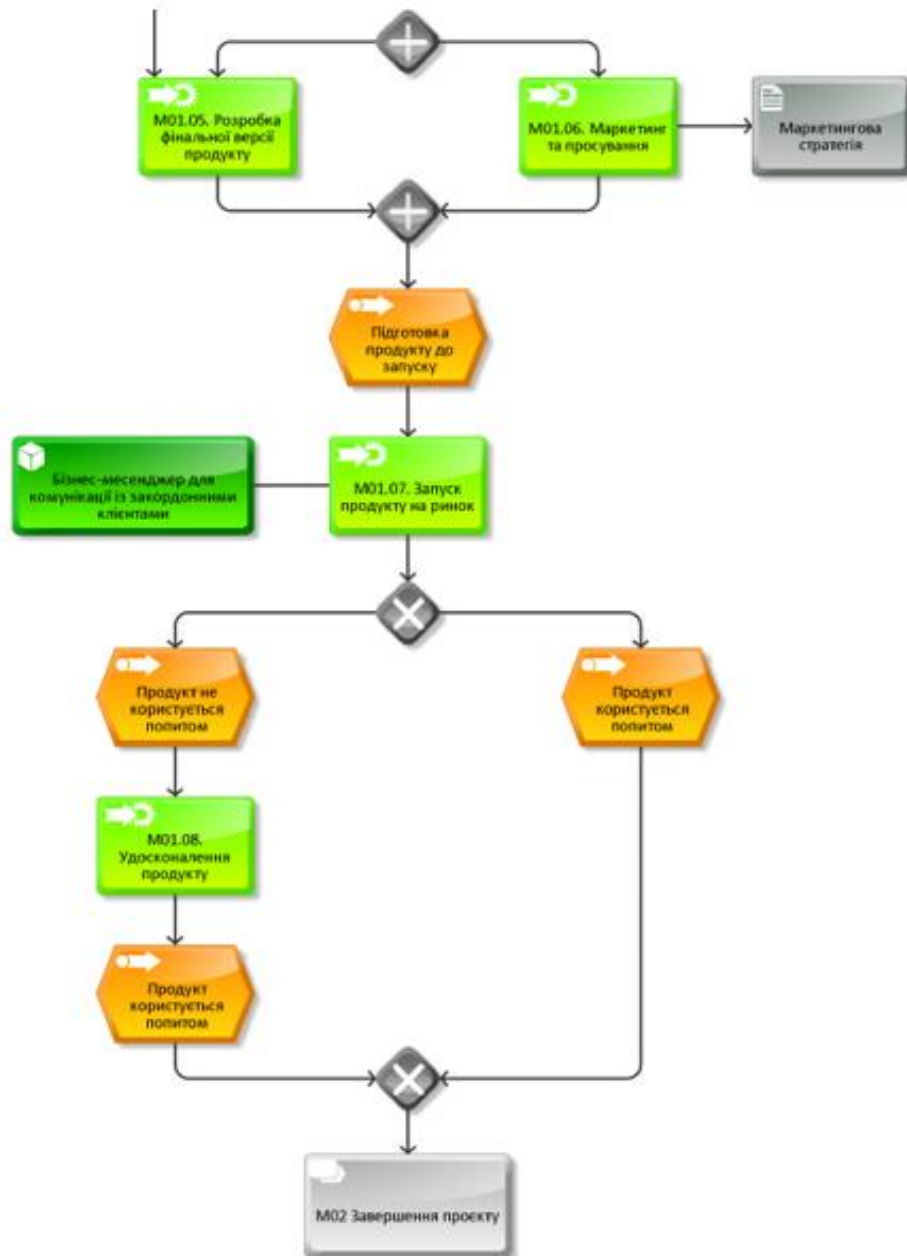 M01.05. Розробка
фінальної версії
продукту
M01.06. Маркетинг
та просування
Маркетингова
стратегія
Підготовка
продукту до
запуску
Бізнес-месенджер для
комунікації із закордонними
клієнтами
M01.07. Запуск
продукту на ринок
Продукт не
користується
попитом
Продукт
користується
попитом
M01.08.
Удосконалення
продукту
Продукт
користується
попитом
M02 Завершення проєкту